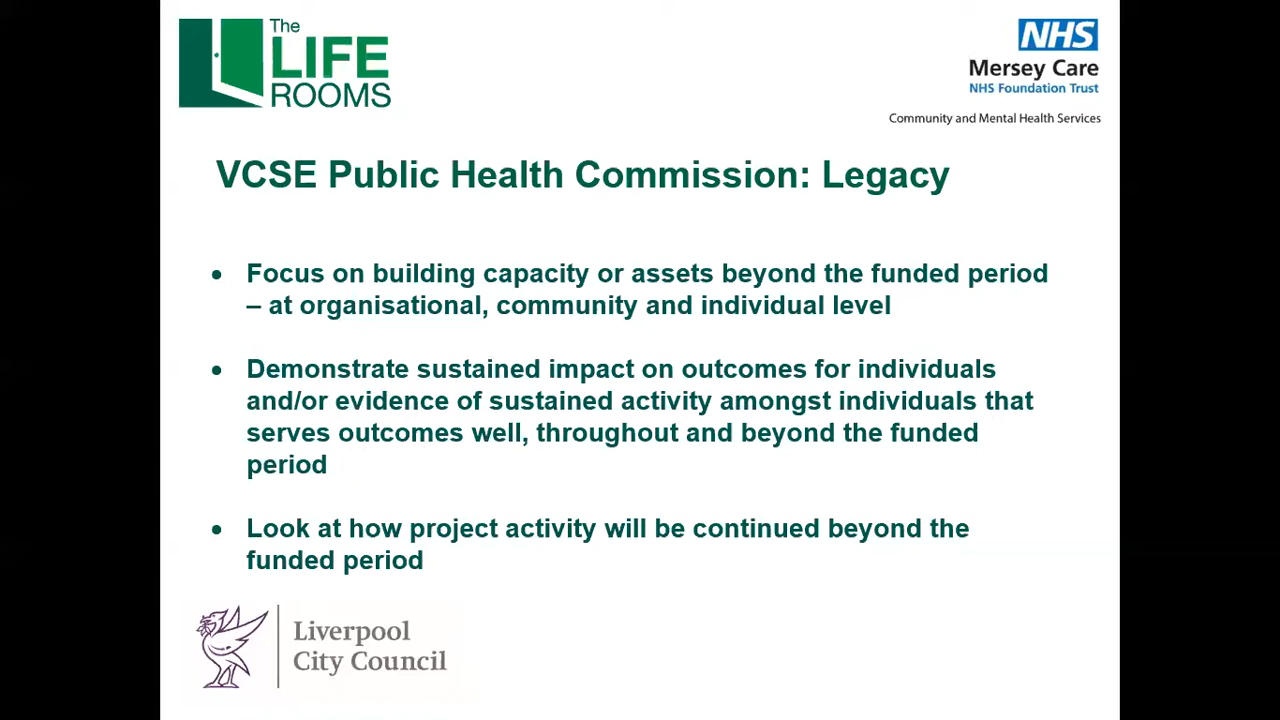 The
LIFE
ROOMS
NHS
Mersey Care
NHS Foundation Trust
Community and Mental Health Services
VCSE Public Health Commission: Legacy
• Focus on building capacity or assets beyond the funded period
– at organisational, community and individual level
• Demonstrate sustained impact on outcomes for individuals
and/or evidence of sustained activity amongst individuals that
serves outcomes well, throughout and beyond the funded
period
• Look at how project activity will be continued beyond the
funded period
Liverpool
City Council